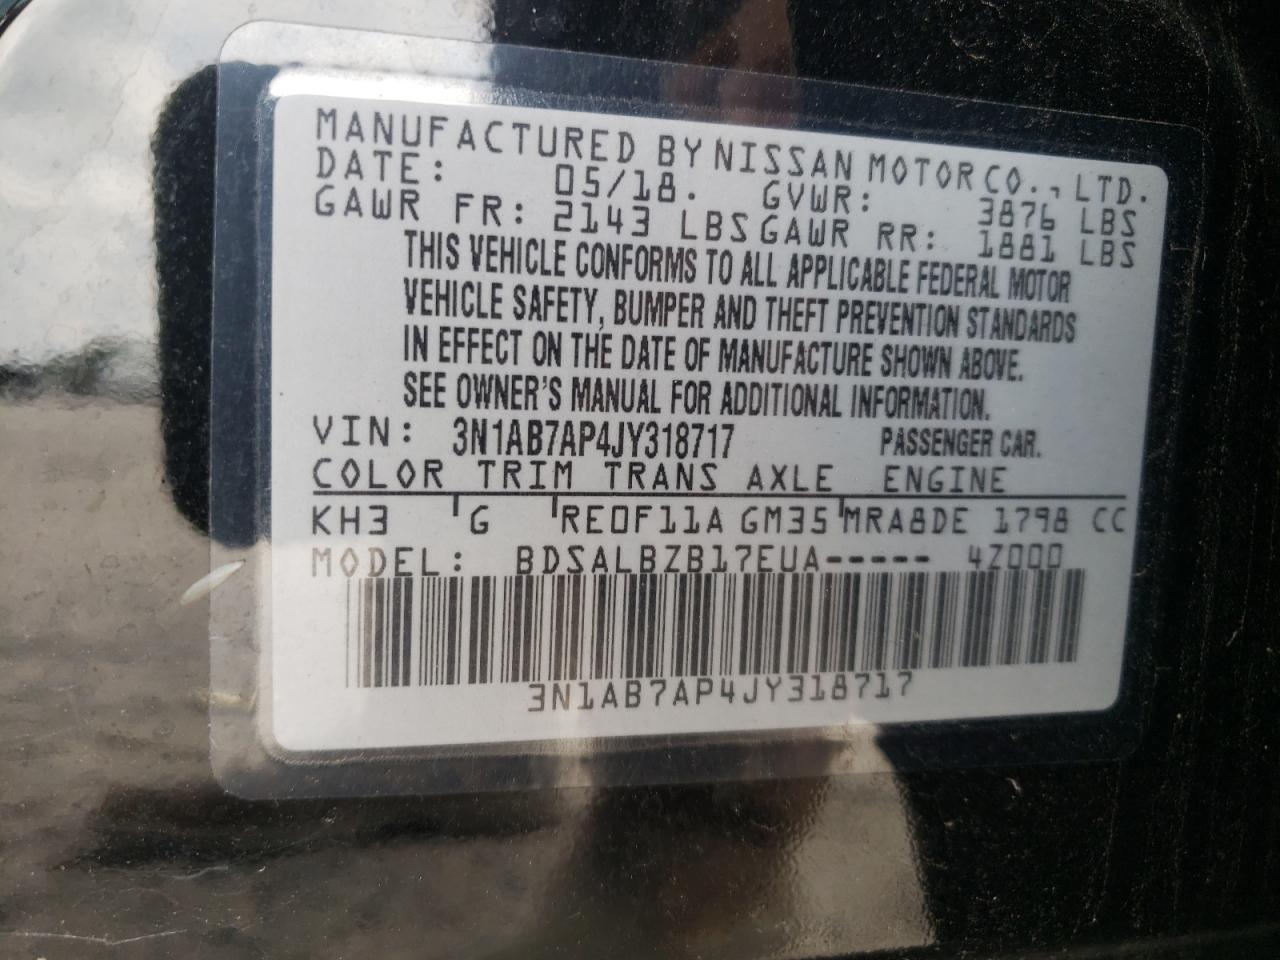 MANUFACTURED BY NISSAN MOTOR CO., LTD.
DATE: 05/18. GVWR: 3876 LBS
GAWR FR: 2143 LBS GAWR RR: 1881 LBS
THIS VEHICLE CONFORMS TO ALL APPLICABLE FEDERAL MOTOR
VEHICLE SAFETY, BUMPER AND THEFT PREVENTION STANDARDS
IN EFFECT ON THE DATE OF MANUFACTURE SHOWN ABOVE.
SEE OWNER'S MANUAL FOR ADDITIONAL INFORMATION.
VIN: 3N1AB7AP4JY318717 PASSENGER CAR.
COLOR TRIM TRANS AXLE ENGINE
KH3 G RE0F11A GM35 MRA8DE 1798 CC
MODEL: BDSALBZB17EUA----- 4Z000
3N1AB7AP4JY318717